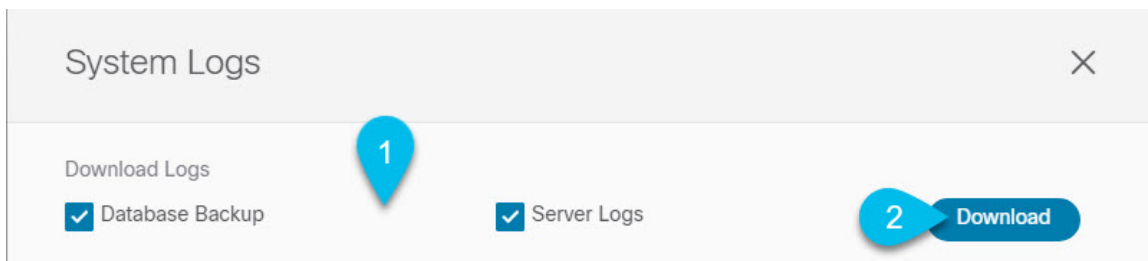 System Logs
Download Logs
1
Database Backup
Server Logs
2
Download